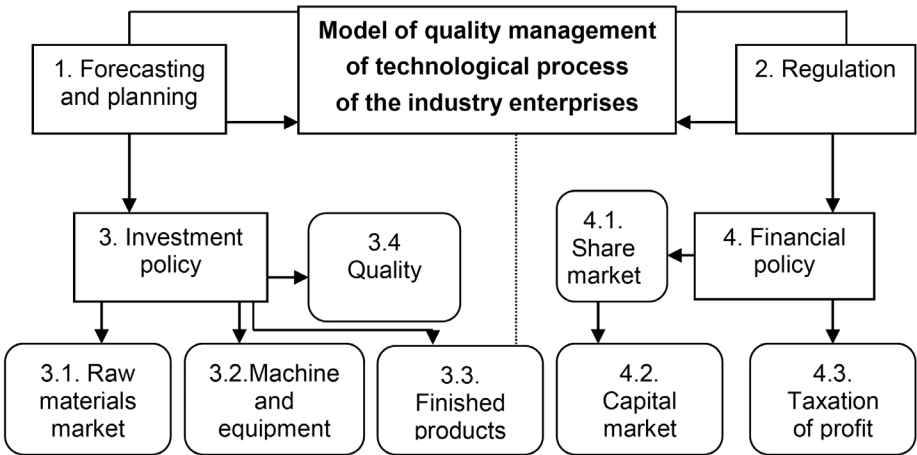 Model of quality management
of technological process
of the industry enterprises
1. Forecasting
and planning
2. Regulation
3. Investment
policy
3.4
Quality
4.1.
Share
market
4. Financial
policy
3.1. Raw
materials
market
3.2.Machine
and
equipment
3.3.
Finished
products
4.2.
Capital
market
4.3.
Taxation
of profit